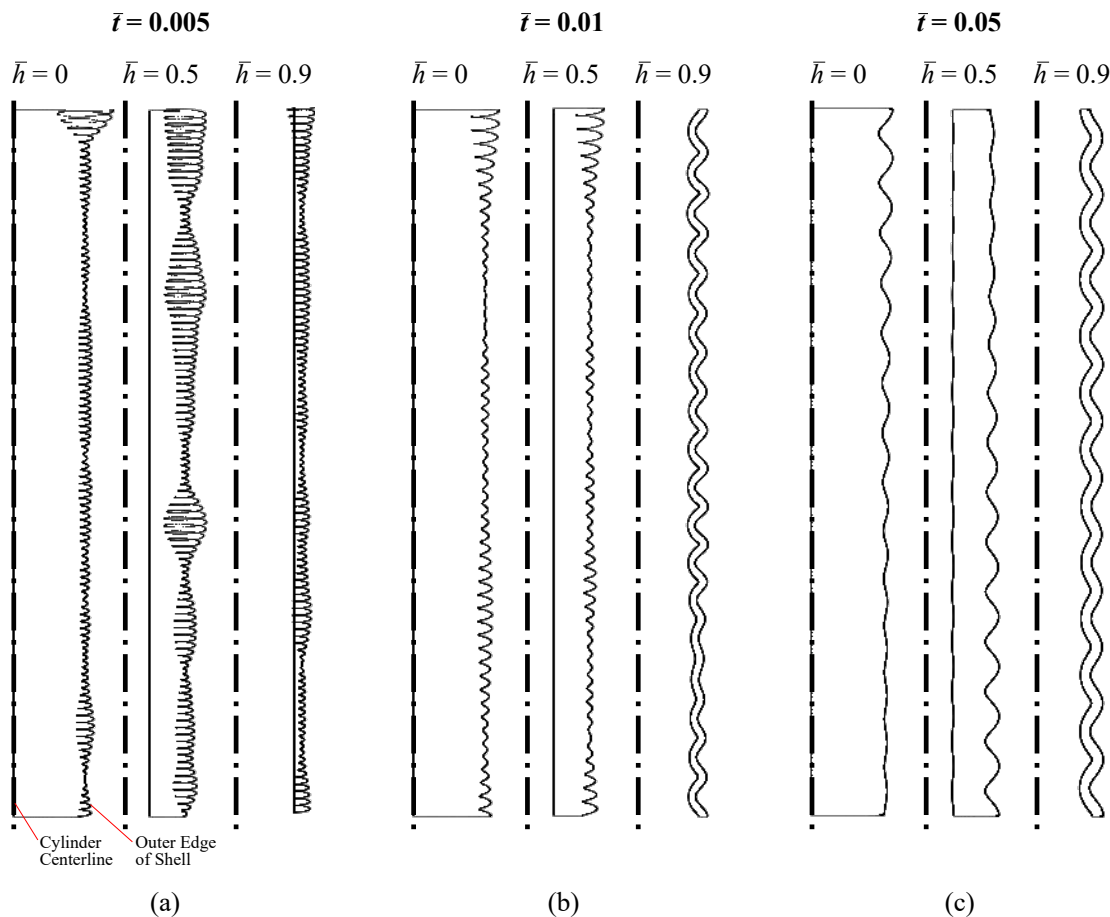 t̄ = 0.005
t̄ = 0.01
t̄ = 0.05
h̄ = 0 h̄ = 0.5 h̄ = 0.9
h̄ = 0 h̄ = 0.5 h̄ = 0.9
h̄ = 0 h̄ = 0.5 h̄ = 0.9
Cylinder
Centerline
Outer Edge
of Shell
(a)
(b)
(c)